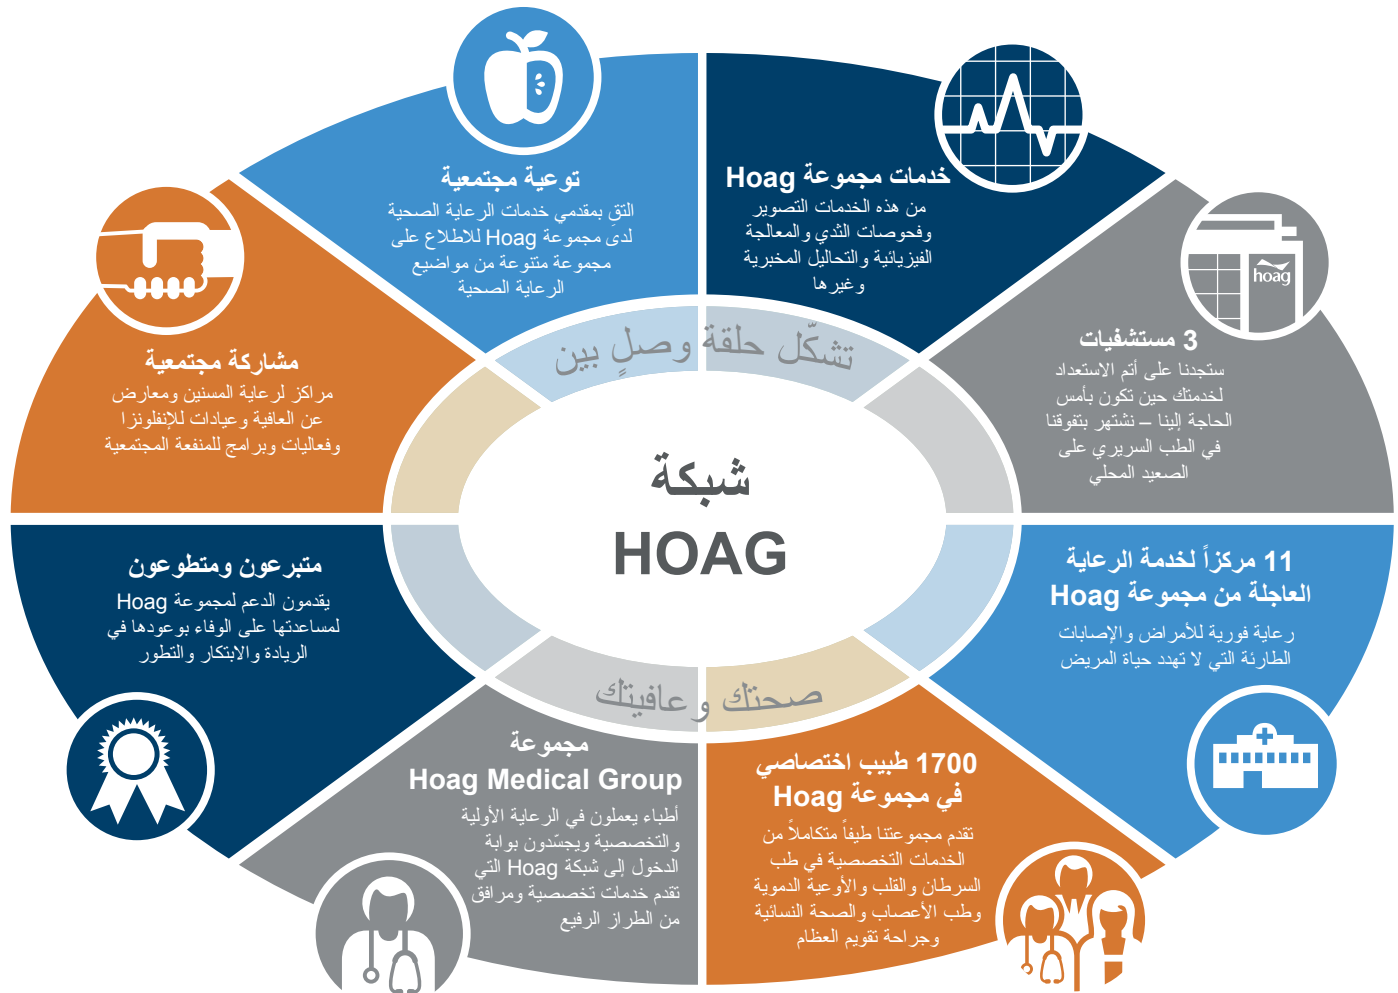 توعية مجتمعية
التقِ بمقدمي خدمات الرعاية الصحية
لدى مجموعة Hoag للاطلاع على
مجموعة متنوعة من مواضيع
الرعاية الصحية
خدمات مجموعة Hoag
من هذه الخدمات التصوير
وفحوصات الثدي والمعالجة
الفيزيائية والتحاليل المخبرية
وغيرها
hoag
3 مستشفيات
ستجدنا على أتم الاستعداد
لخدمتك حين تكون بأمس
الحاجة إلينا – نشتهر بتفوقنا
في الطب السريري على
الصعيد المحلي
11 مركزاً لخدمة الرعاية
العاجلة من مجموعة Hoag
رعاية فورية للأمراض والإصابات
الطارئة التي لا تهدد حياة المريض
1700 طبيب اختصاصي
في مجموعة Hoag
تقدم مجموعتنا طيفاً متكاملاً من
الخدمات التخصصية في طب
السرطان والقلب والأوعية الدموية
وطب الأعصاب والصحة النسائية
وجراحة تقويم العظام
مجموعة
Hoag Medical Group
أطباء يعملون في الرعاية الأولية
والتخصصية ويجسّدون بوابة
الدخول إلى شبكة Hoag التي
تقدم خدمات تخصصية ومرافق
من الطراز الرفيع
متبرعون ومتطوعون
يقدمون الدعم لمجموعة Hoag
لمساعدتها على الوفاء بوعودها في
الريادة والابتكار والتطور
مشاركة مجتمعية
مراكز لرعاية المسنين ومعارض
عن العافية وعيادات للإنفلونزا
وفعاليات وبرامج للمنفعة المجتمعية
شبكة
HOAG
تشكّل حلقة وصلٍ بين
صحتك وعافيتك